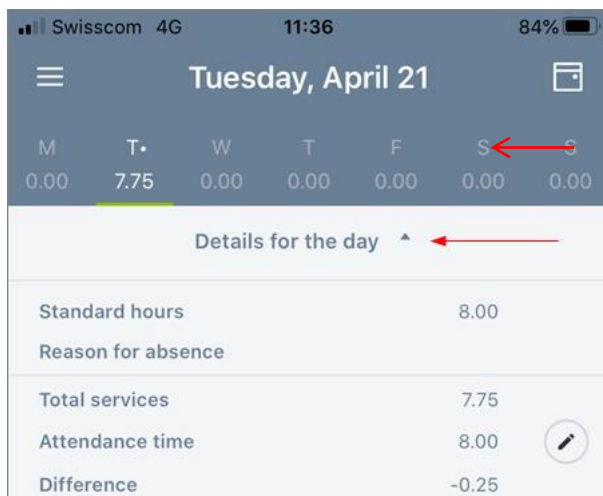 Swisscom 4G 11:36 84%
Tuesday, April 21
M T• W T F S S
0.00 7.75 0.00 0.00 0.00 0.00 0.00
Details for the day
Standard hours 8.00
Reason for absence
Total services 7.75
Attendance time 8.00
Difference -0.25